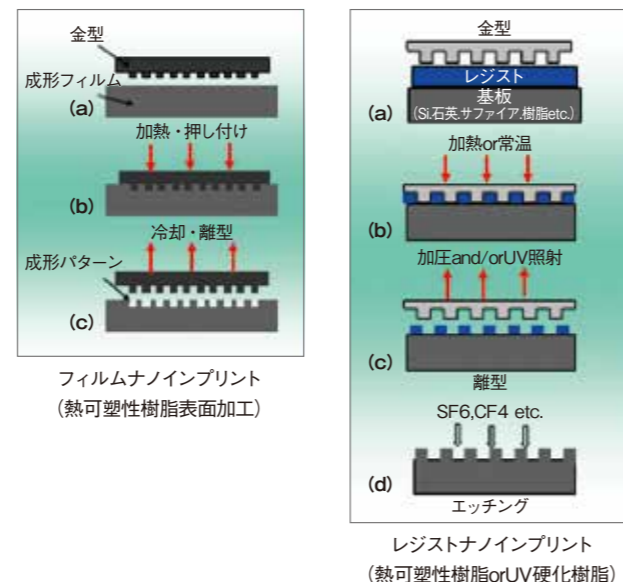 金型
成形フィルム
(a)
加熱・押し付け
(b)
冷却・離型
成形パターン
(c)
フィルムナノインプリント
(熱可塑性樹脂表面加工)
金型
レジスト
基板
(Si.石英.サファイア.樹脂etc.)
(a)
加熱or常温
(b)
加圧and/orUV照射
(c)
離型
SF6,CF4 etc.
(d)
エッチング
レジストナノインプリント
(熱可塑性樹脂orUV硬化樹脂)